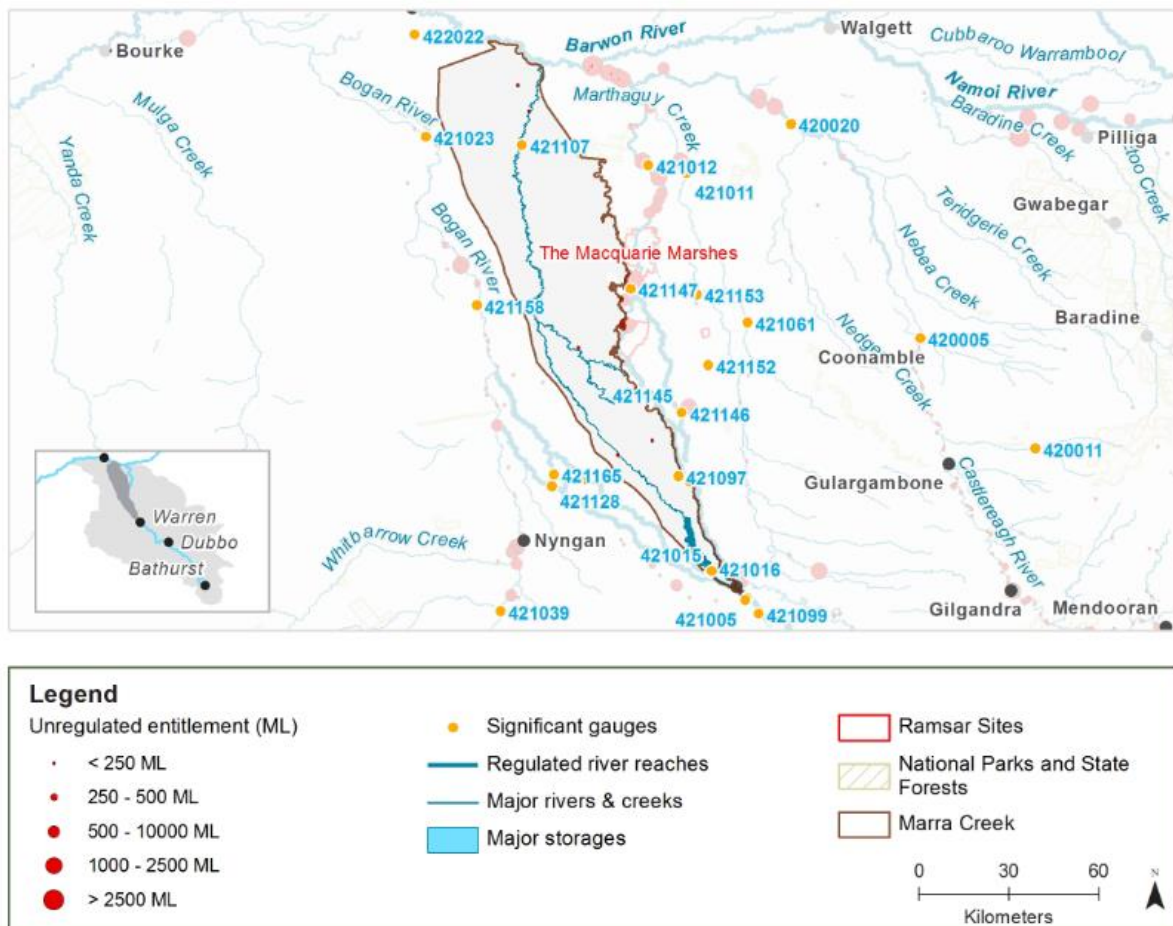 Bourke
422022
Barwon River
Walgett
Cubbaroo Warrambool
Mulga Creek
Bogan River
Marthaguy Creek
Namoi River
Baradine Creek
Pilliga
421023
421107
420020
421012
421011
Yanda Creek
Teridgerie Creek
Gwabegar
Bogan River
The Macquarie Marshes
Nebea Creek
421147
421153
421158
421061
Baradine
420005
Coonamble
421152
421145
421146
420011
421165
421097
Gulargambone
421128
Castlereagh River
Warren
Dubbo
Bathurst
Whitbarrow Creek
Nyngan
421015
421016
421039
421005
421099
Gilgandra
Mendooran
Legend
Unregulated entitlement (ML)
< 250 ML
250 - 500 ML
500 - 10000 ML
1000 - 2500 ML
> 2500 ML
Significant gauges
Regulated river reaches
Major rivers & creeks
Major storages
Ramsar Sites
National Parks and State
Forests
Marra Creek
0 30 60
Kilometers
N